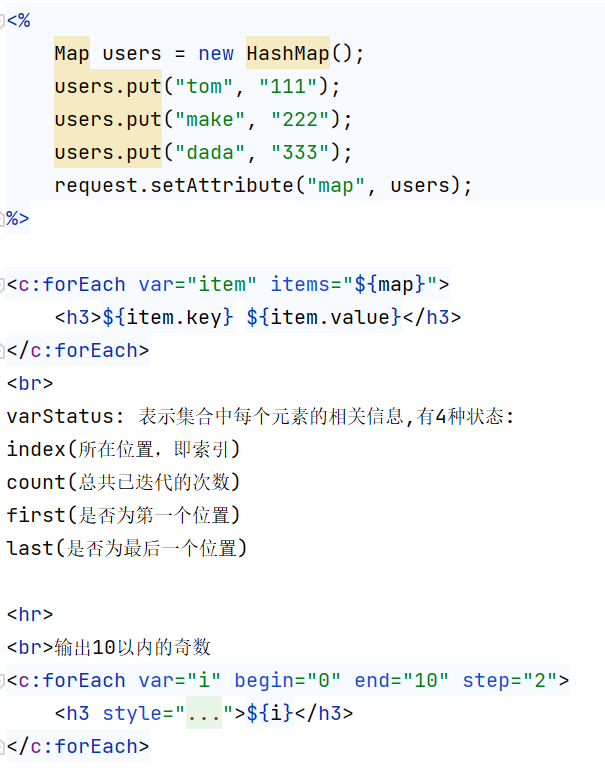 <%
    Map users = new HashMap();
    users.put("tom", "111");
    users.put("make", "222");
    users.put("dada", "333");
    request.setAttribute("map", users);
%>
<c:forEach var="item" items="${map}">
    <h3>${item.key} ${item.value}</h3>
</c:forEach>
<br>
varStatus: 表示集合中每个元素的相关信息,有4种状态:
index(所在位置，即索引)
count(总共已迭代的次数)
first(是否为第一个位置)
last(是否为最后一个位置)
<hr>
<br>输出10以内的奇数
<c:forEach var="i" begin="0" end="10" step="2">
    <h3 style="...">${i}</h3>
</c:forEach>